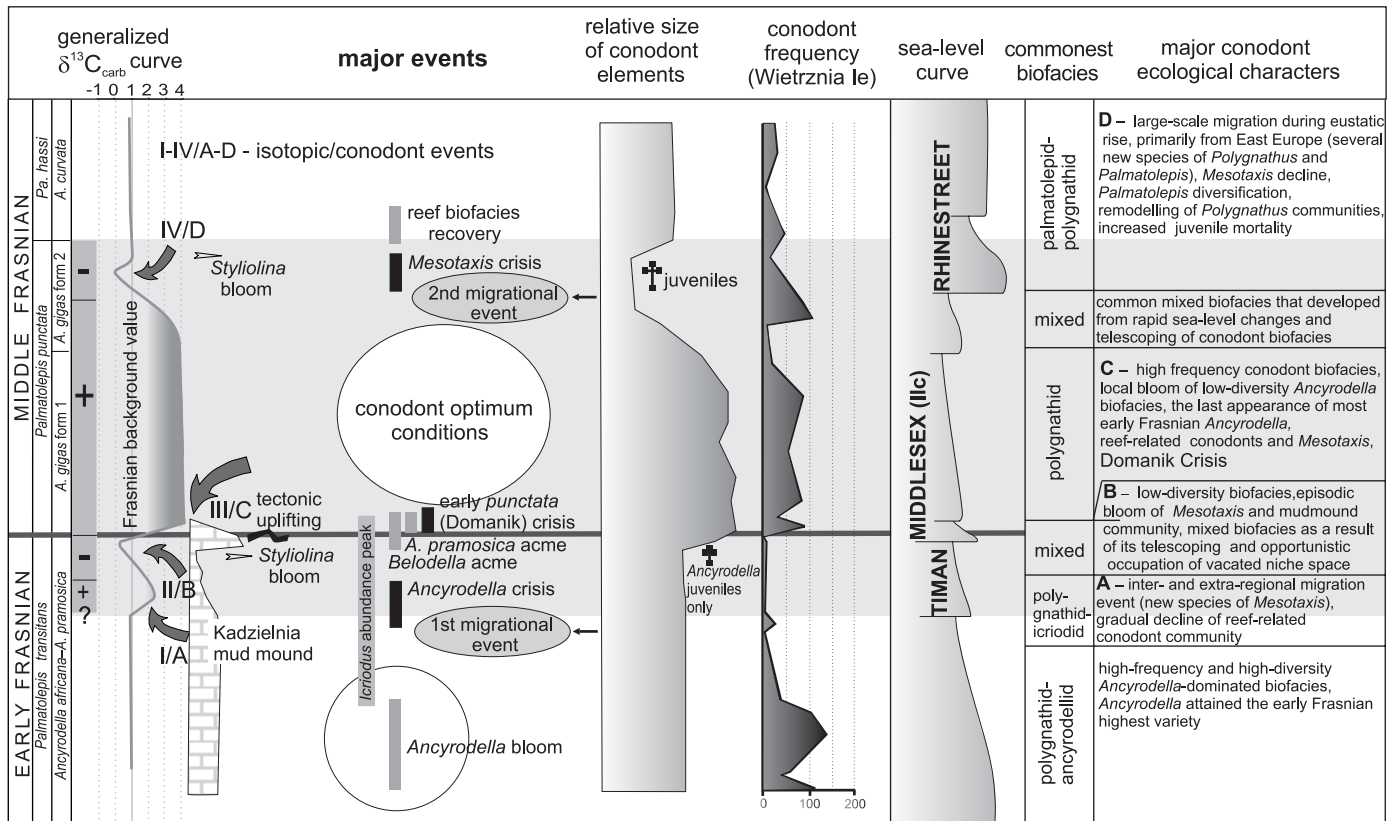 generalized
δ13Ccarb curve
-1 0 1 2 3 4
major events
relative size
of conodont
elements
conodont
frequency
(Wietrznia Ie)
sea-level
curve
commonest
biofacies
major conodont
ecological characters
MIDDLE FRASNIAN
EARLY FRASNIAN
Pa. hassi
A. curvata
Palmatolepis punctata
A. gigas form 2
A. gigas form 1
Palmatolepis transitans
Ancyrodella africana–A. pramosica
-
+
-
+
?
Frasnian background value
I-IV/A-D - isotopic/conodont events
IV/D
Styliolina
bloom
III/C
tectonic
uplifting
Styliolina
bloom
II/B
I/A
Kadzielnia
mud mound
reef biofacies
recovery
Mesotaxis crisis
2nd migrational
event
conodont optimum
conditions
early punctata
(Domanik) crisis
A. pramosica acme
Belodella acme
Ancyrodella crisis
1st migrational
event
Icriodus abundance peak
Ancyrodella bloom
juveniles
Ancyrodella
juveniles
only
0 100 200
RHINESTREET
MIDDLESEX (IIc)
TIMAN
palmatolepid-
polygnathid
mixed
polygnathid
mixed
poly-
gnathid-
icriodid
polygnathid-
ancyrodellid
D – large-scale migration during eustatic
rise, primarily from East Europe (several
new species of Polygnathus and
Palmatolepis), Mesotaxis decline,
Palmatolepis diversification,
remodelling of Polygnathus communities,
increased juvenile mortality
common mixed biofacies that developed
from rapid sea-level changes and
telescoping of conodont biofacies
C – high frequency conodont biofacies,
local bloom of low-diversity Ancyrodella
biofacies, the last appearance of most
early Frasnian Ancyrodella,
reef-related conodonts and Mesotaxis,
Domanik Crisis
B – low-diversity biofacies,episodic
bloom of Mesotaxis and mudmound
community, mixed biofacies as a result
of its telescoping and opportunistic
occupation of vacated niche space
A – inter- and extra-regional migration
event (new species of Mesotaxis),
gradual decline of reef-related
conodont community
high-frequency and high-diversity
Ancyrodella-dominated biofacies,
Ancyrodella attained the early Frasnian
highest variety